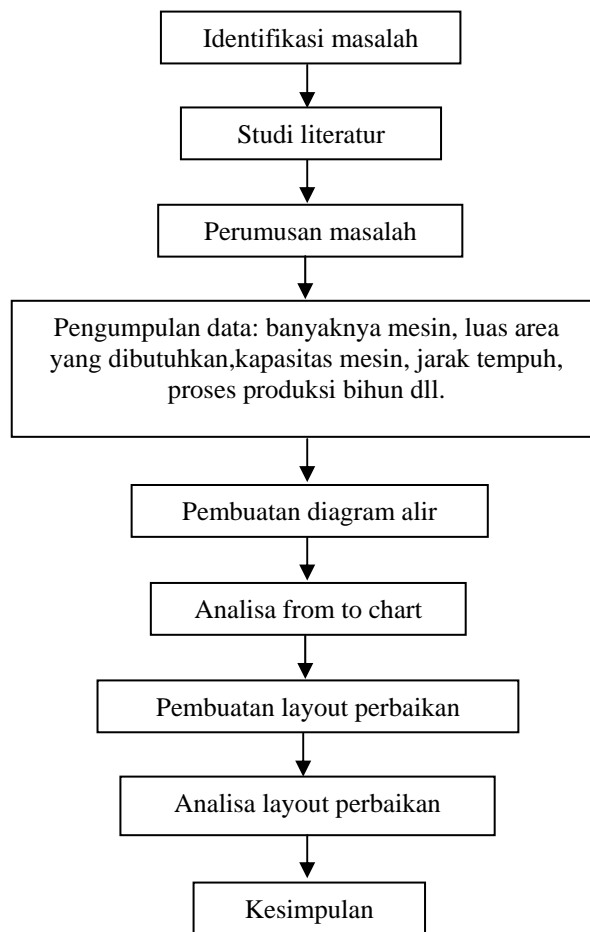 Identifikasi masalah
Studi literatur
Perumusan masalah
Pengumpulan data: banyaknya mesin, luas area
yang dibutuhkan,kapasitas mesin, jarak tempuh,
proses produksi bihun dll.
Pembuatan diagram alir
Analisa from to chart
Pembuatan layout perbaikan
Analisa layout perbaikan
Kesimpulan